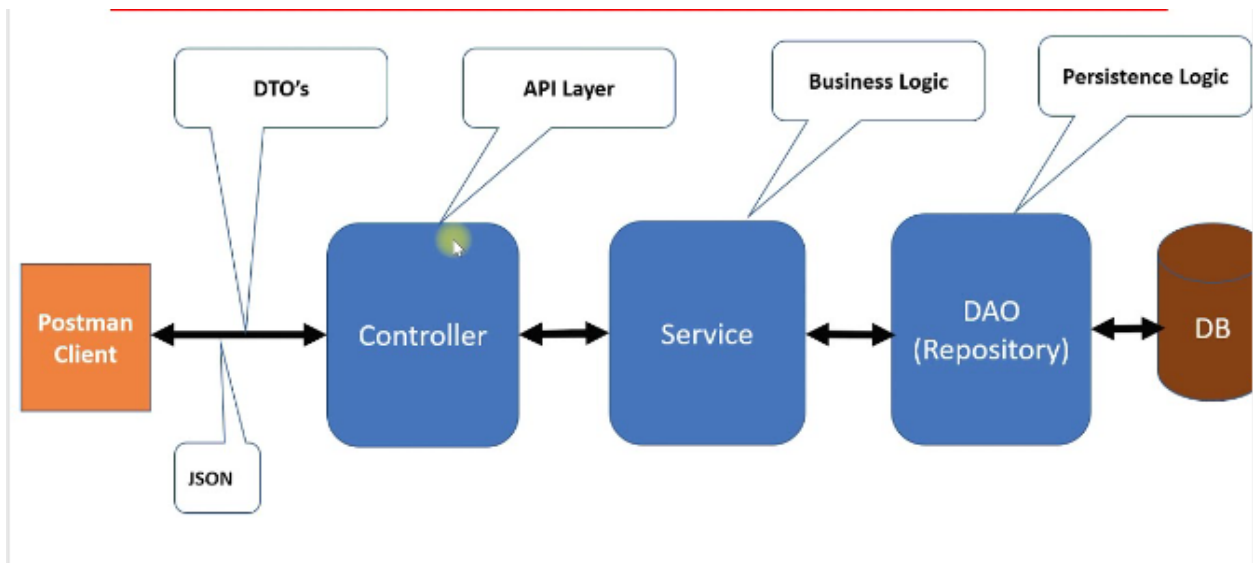 DTO's
API Layer
Business Logic
Persistence Logic
Postman
Client
Controller
Service
DAO
(Repository)
DB
JSON